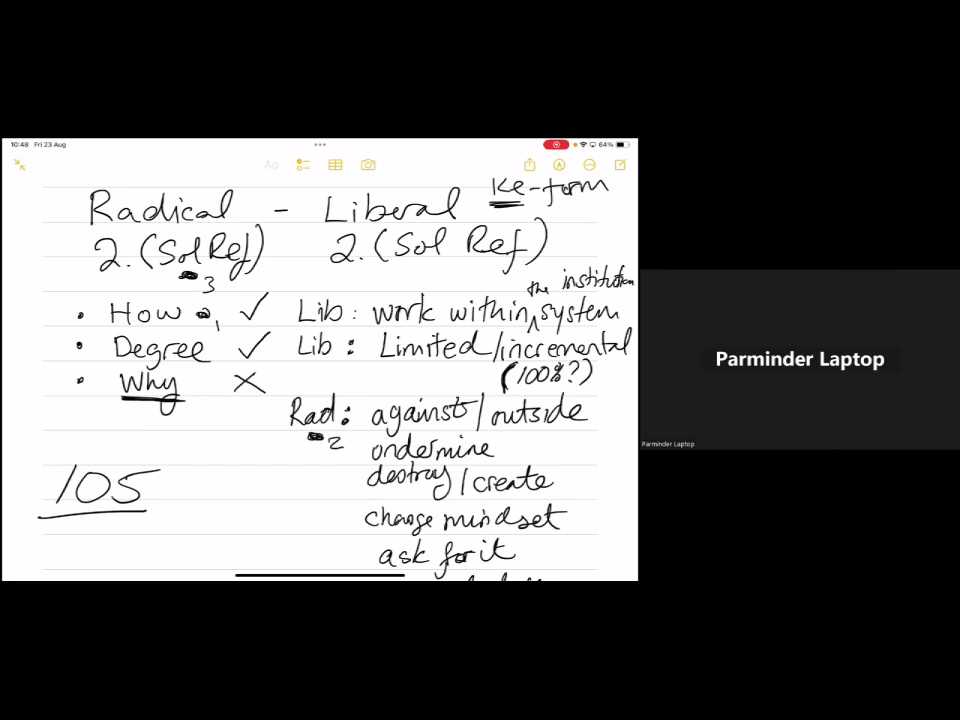 10:48 Fri 23 Aug
64%
Aa
Re-form
Radical - Liberal
2. (Sol Ref) 2. (Sol Ref)
3
the institution
• How 1 ✓ Lib: work within ^ system
• Degree ✓ Lib: Limited/incremental
(100%?)
• Why X
Rad: against/outside
2
undermine
destroy/create
105
change mindset
ask for it
Parminder Laptop
Parminder Laptop